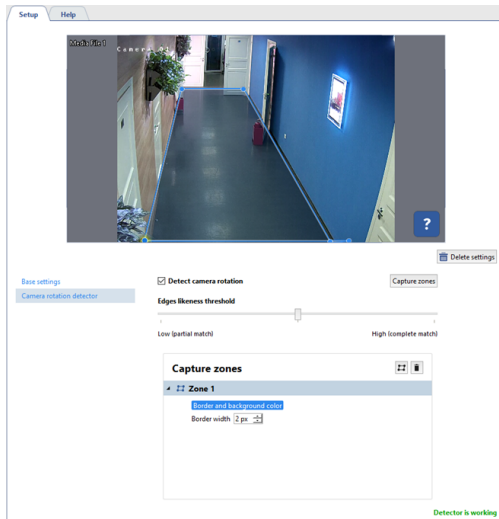 Setup Help
Media File 1
Camera 01
?
Delete settings
Base settings
Camera rotation detector
Detect camera rotation
Capture zones
Edges likeness threshold
Low (partial match) High (complete match)
Capture zones
Zone 1
Border and background color
Border width 2 px
Detector is working